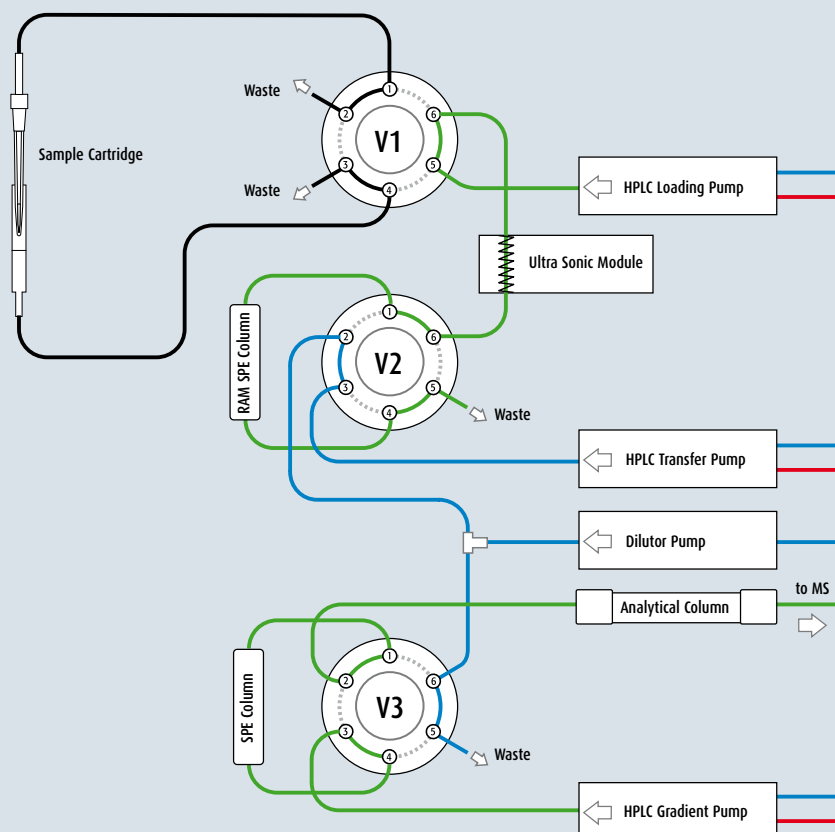 Waste
1
2
6
V1
Sample Cartridge
3
5
Waste
4
HPLC Loading Pump
Ultra Sonic Module
RAM SPE Column
1
2
6
V2
3
5
4
Waste
HPLC Transfer Pump
Dilutor Pump
to MS
Analytical Column
SPE Column
1
2
6
V3
3
5
4
Waste
HPLC Gradient Pump